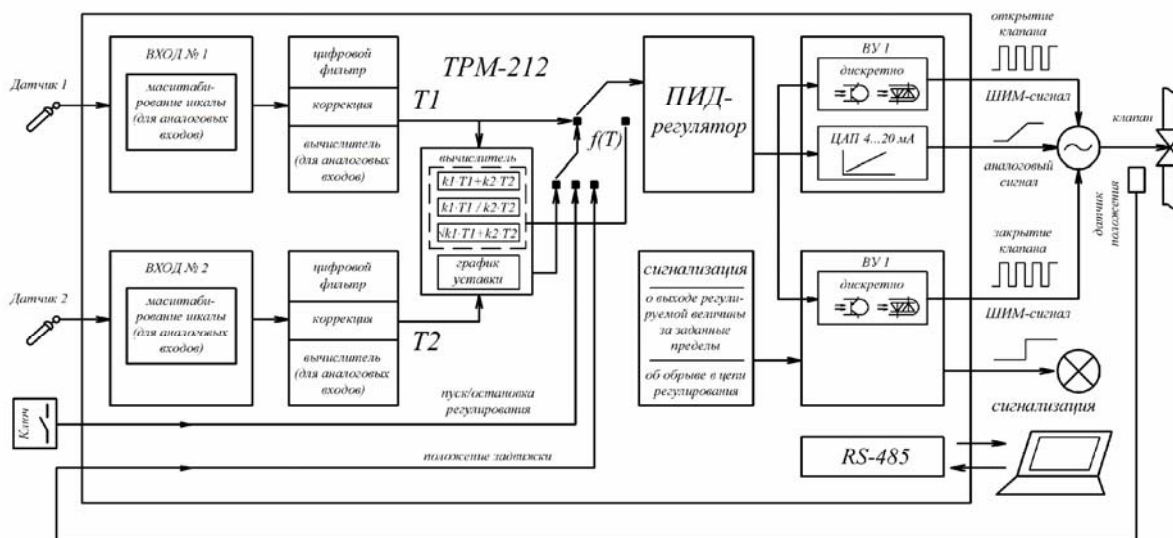 Датчик 1
ВХОД № 1
масштаби-
рование шкалы
(для аналоговых
входов)
цифровой
фильтр
коррекция
вычислитель
(для аналоговых
входов)
ТРМ-212
T1
вычислитель
k1·T1+k2·T2
k1·T1 / k2·T2
√k1·T1+k2·T2
график
уставки
f(T)
ПИД-
регулятор
ВУ 1
дискретно
ЦАП 4...20 мА
открытие
клапана
ШИМ-сигнал
аналоговый
сигнал
клапан
датчик
положения
Датчик 2
ВХОД № 2
масштаби-
рование шкалы
(для аналоговых
входов)
цифровой
фильтр
коррекция
вычислитель
(для аналоговых
входов)
T2
сигнализация
о выходе регули-
руемой величины
за заданные
пределы
об обрыве в цепи
регулирования
ВУ 1
дискретно
закрытие
клапана
ШИМ-сигнал
сигнализация
Ключ
пуск/остановка
регулирования
положение задвижки
RS-485